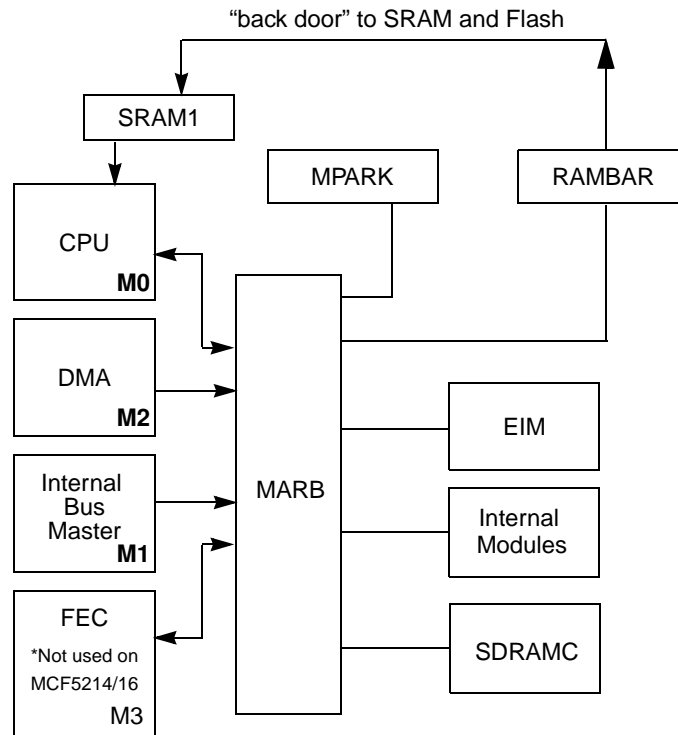 “back door” to SRAM and Flash
SRAM1
MPARK
RAMBAR
CPU
M0
DMA
M2
EIM
MARB
Internal
Bus
Master
M1
Internal
Modules
FEC
*Not used on
MCF5214/16
M3
SDRAMC